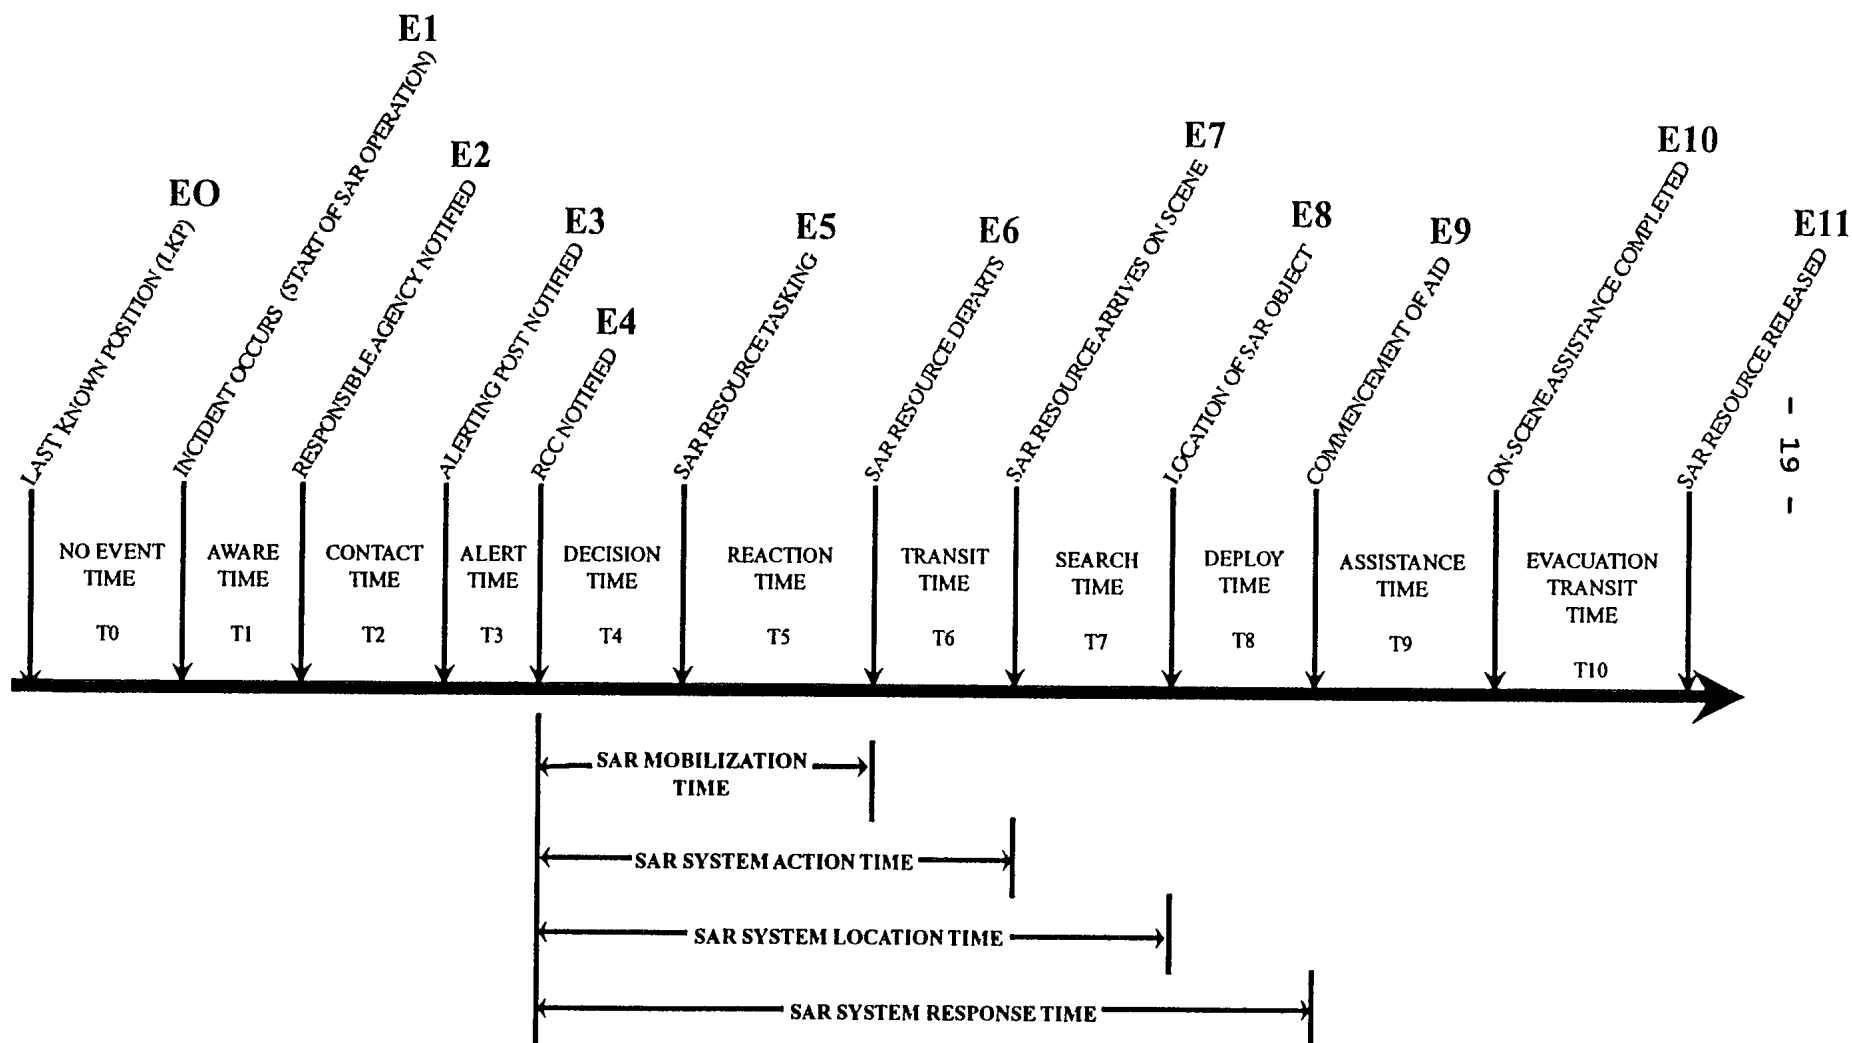 E0
LAST KNOWN POSITION (LKP)
E1
INCIDENT OCCURS (START OF SAR OPERATION)
E2
RESPONSIBLE AGENCY NOTIFIED
E3
ALERTING POST NOTIFIED
E4
RCC NOTIFIED
E5
SAR RESOURCE TASKING
E6
SAR RESOURCE DEPARTS
E7
SAR RESOURCE ARRIVES ON SCENE
E8
LOCATION OF SAR OBJECT
E9
COMMENCEMENT OF AID
E10
ON-SCENE ASSISTANCE COMPLETED
E11
SAR RESOURCE RELEASED
- 19 -
NO EVENT
TIME
T0
AWARE
TIME
T1
CONTACT
TIME
T2
ALERT
TIME
T3
DECISION
TIME
T4
REACTION
TIME
T5
TRANSIT
TIME
T6
SEARCH
TIME
T7
DEPLOY
TIME
T8
ASSISTANCE
TIME
T9
EVACUATION
TRANSIT
TIME
T10
SAR MOBILIZATION
TIME
SAR SYSTEM ACTION TIME
SAR SYSTEM LOCATION TIME
SAR SYSTEM RESPONSE TIME